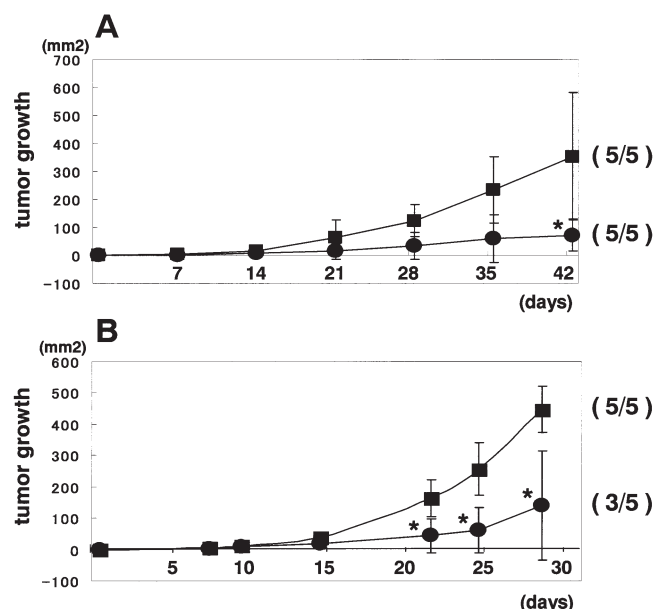 A
(mm2)
700
600
500
400
300
200
100
0
−100
tumor growth
( 5/5 )
* ( 5/5 )
7 14 21 28 35 42
(days)
B
(mm2)
600
500
400
300
200
100
0
−100
tumor growth
( 5/5 )
( 3/5 )
* * *
5 10 15 20 25 30
(days)